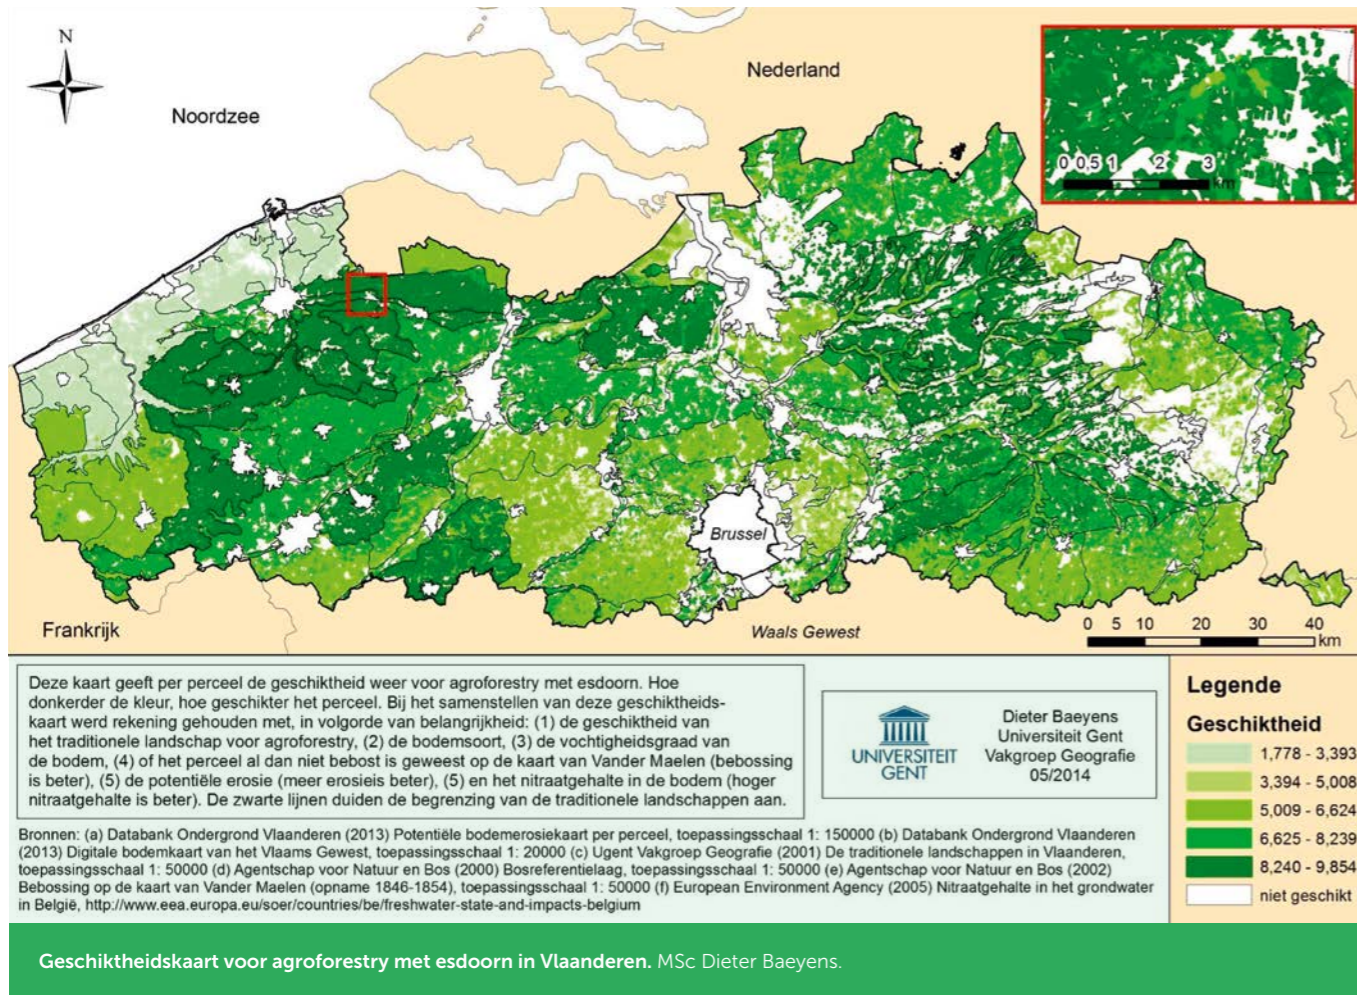 N
Noordzee
Nederland
0 0,5 1 2 3
km
Brussel
Frankrijk
Waals Gewest
0 5 10 20 30 40
km
Deze kaart geeft per perceel de geschiktheid weer voor agroforestry met esdoorn. Hoe
donkerder de kleur, hoe geschikter het perceel. Bij het samenstellen van deze geschiktheids-
kaart werd rekening gehouden met, in volgorde van belangrijkheid: (1) de geschiktheid van
het traditionele landschap voor agroforestry, (2) de bodemsoort, (3) de vochtigheidsgraad van
de bodem, (4) of het perceel al dan niet bebost is geweest op de kaart van Vander Maelen (bebossing
is beter), (5) de potentiële erosie (meer erosieis beter), (5) en het nitraatgehalte in de bodem (hoger
nitraatgehalte is beter). De zwarte lijnen duiden de begrenzing van de traditionele landschappen aan.
UNIVERSITEIT
GENT
Dieter Baeyens
Universiteit Gent
Vakgroep Geografie
05/2014
Bronnen: (a) Databank Ondergrond Vlaanderen (2013) Potentiële bodemerosiekaart per perceel, toepassingsschaal 1: 150000 (b) Databank Ondergrond Vlaanderen
(2013) Digitale bodemkaart van het Vlaams Gewest, toepassingsschaal 1: 20000 (c) Ugent Vakgroep Geografie (2001) De traditionele landschappen in Vlaanderen,
toepassingsschaal 1: 50000 (d) Agentschap voor Natuur en Bos (2000) Bosreferentielaag, toepassingsschaal 1: 50000 (e) Agentschap voor Natuur en Bos (2002)
Bebossing op de kaart van Vander Maelen (opname 1846-1854), toepassingsschaal 1: 50000 (f) European Environment Agency (2005) Nitraatgehalte in het grondwater
in België, http://www.eea.europa.eu/soer/countries/be/freshwater-state-and-impacts-belgium
Legende
Geschiktheid
1,778 - 3,393
3,394 - 5,008
5,009 - 6,624
6,625 - 8,239
8,240 - 9,854
niet geschikt
Geschiktheidskaart voor agroforestry met esdoorn in Vlaanderen. MSc Dieter Baeyens.